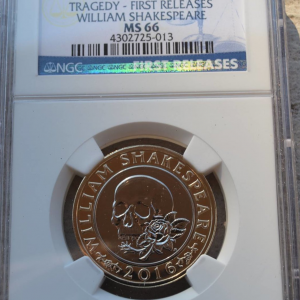 TRAGEDY - FIRST RELEASES
WILLIAM SHAKESPEARE
MS 66
4302725-013
NGC
FIRST RELEASES
WILLIAM SHAKESPEARE
2016